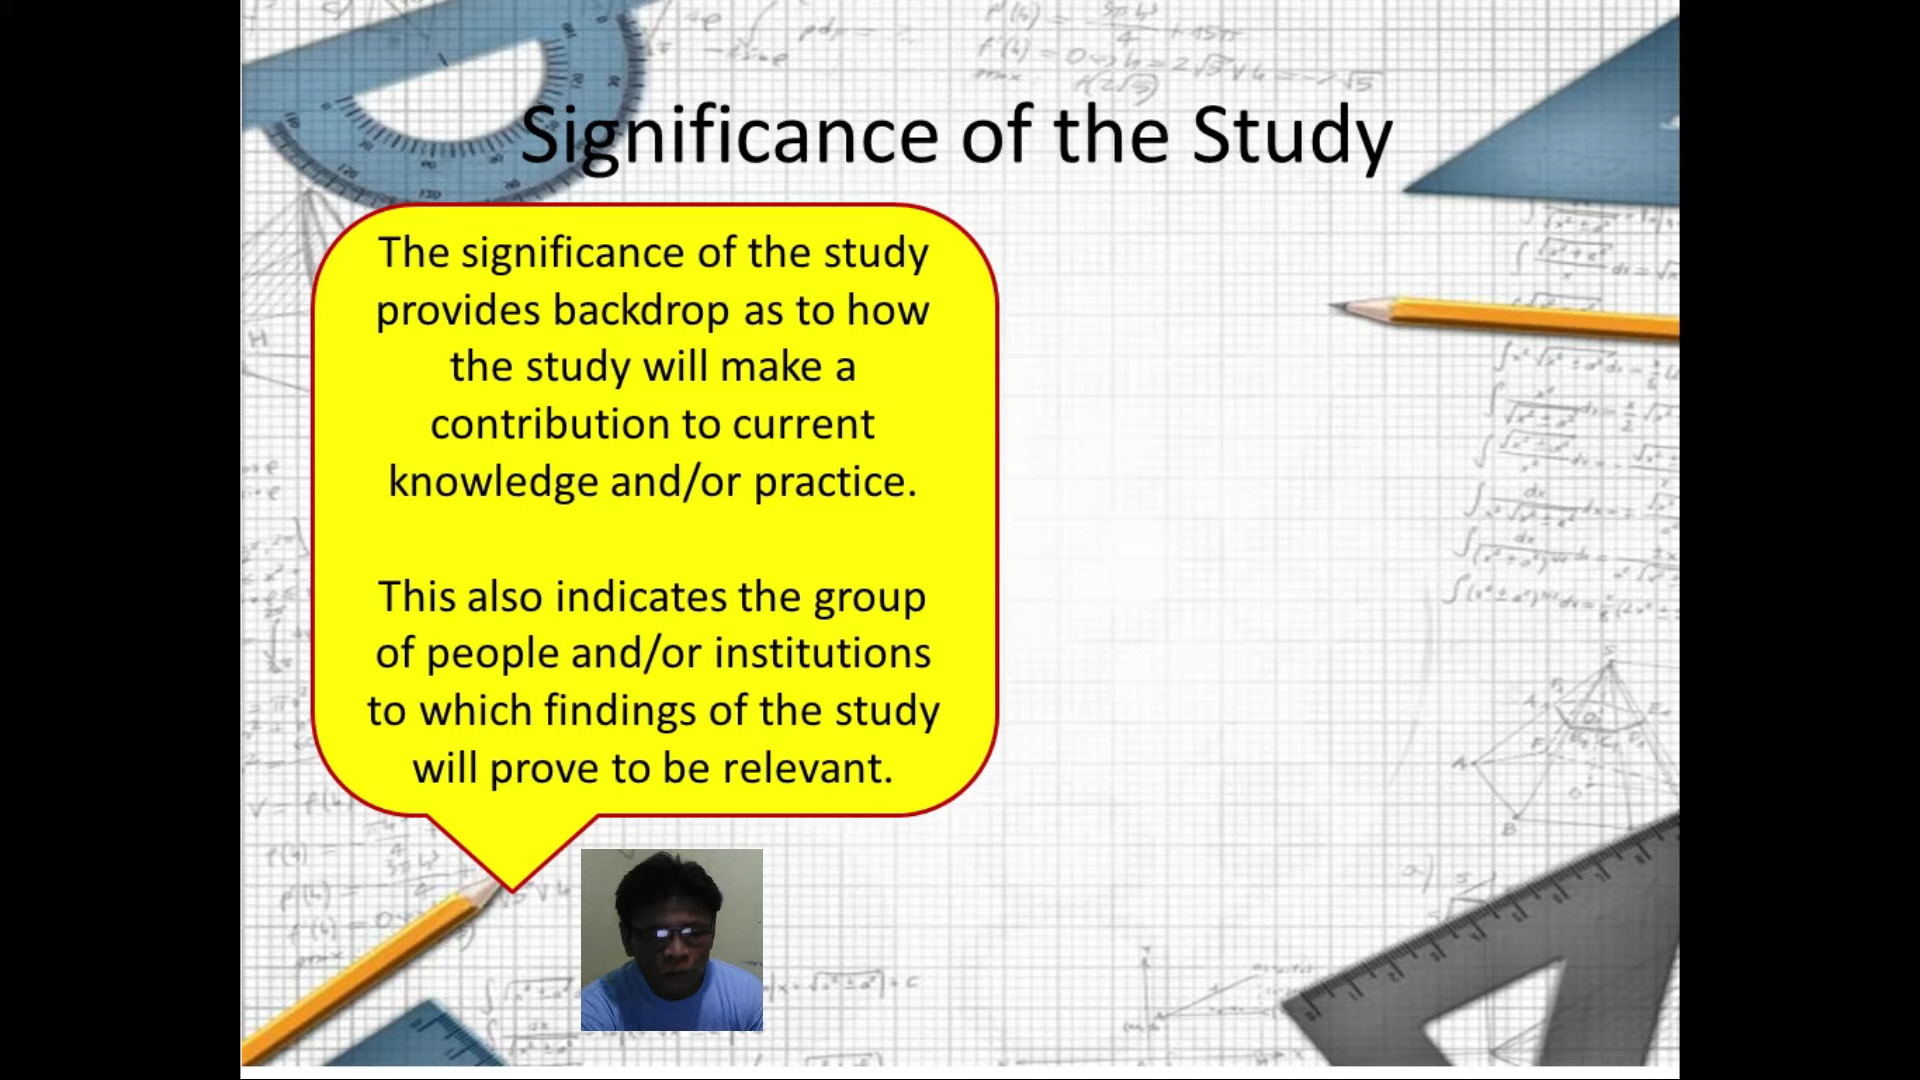 Significance of the Study
The significance of the study
provides backdrop as to how
the study will make a
contribution to current
knowledge and/or practice.
This also indicates the group
of people and/or institutions
to which findings of the study
will prove to be relevant.